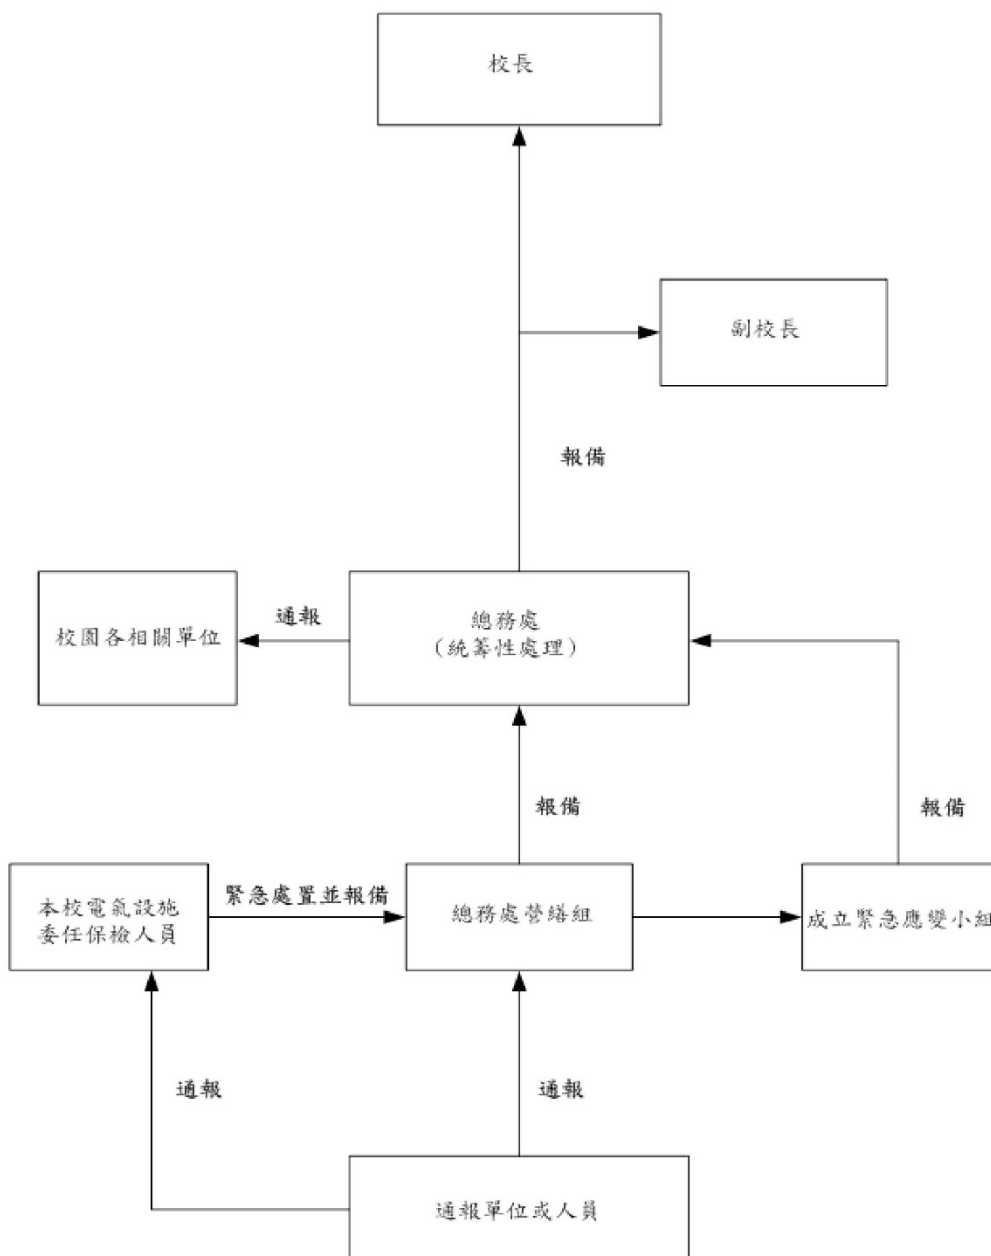 校長
副校長
報備
校園各相關單位
通報
總務處
(統籌性處理)
報備
報備
本校電氣設施
委任保檢人員
緊急處置並報備
總務處營繕組
成立緊急應變小組
通報
通報
通報單位或人員